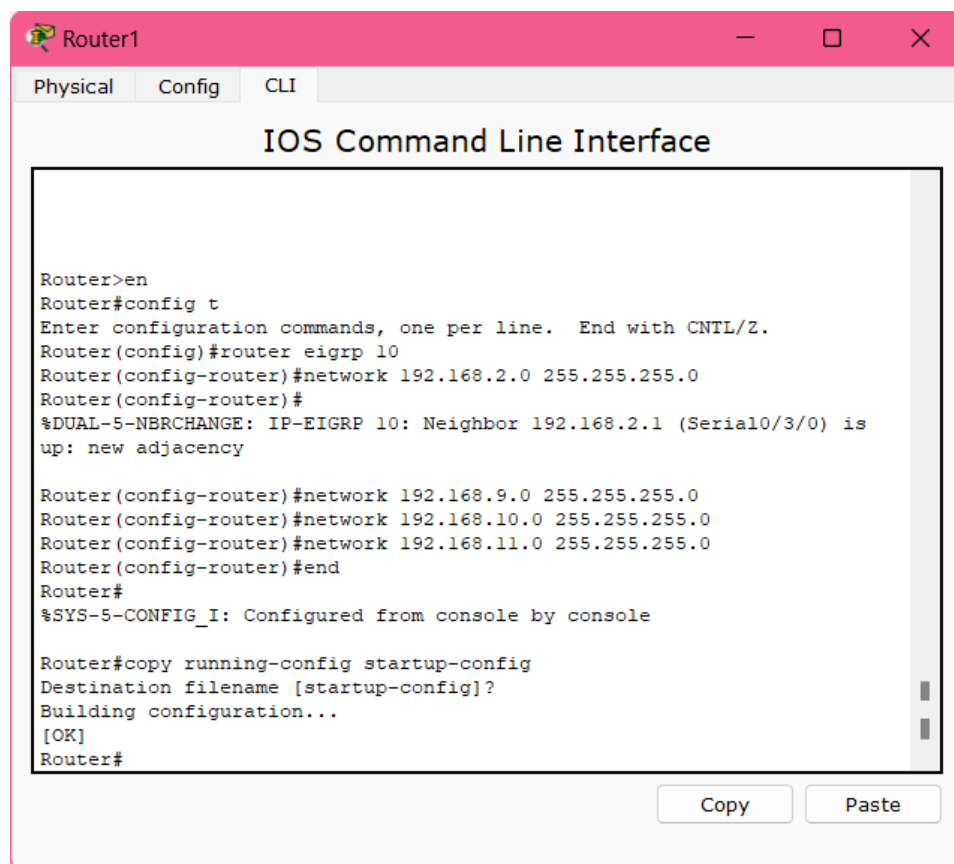 Router1
Physical Config CLI
IOS Command Line Interface
Router>en
Router#config t
Enter configuration commands, one per line.  End with CNTL/Z.
Router(config)#router eigrp 10
Router(config-router)#network 192.168.2.0 255.255.255.0
Router(config-router)#
%DUAL-5-NBRCHANGE: IP-EIGRP 10: Neighbor 192.168.2.1 (Serial0/3/0) is
up: new adjacency
Router(config-router)#network 192.168.9.0 255.255.255.0
Router(config-router)#network 192.168.10.0 255.255.255.0
Router(config-router)#network 192.168.11.0 255.255.255.0
Router(config-router)#end
Router#
%SYS-5-CONFIG_I: Configured from console by console
Router#copy running-config startup-config
Destination filename [startup-config]?
Building configuration...
[OK]
Router#
Copy Paste